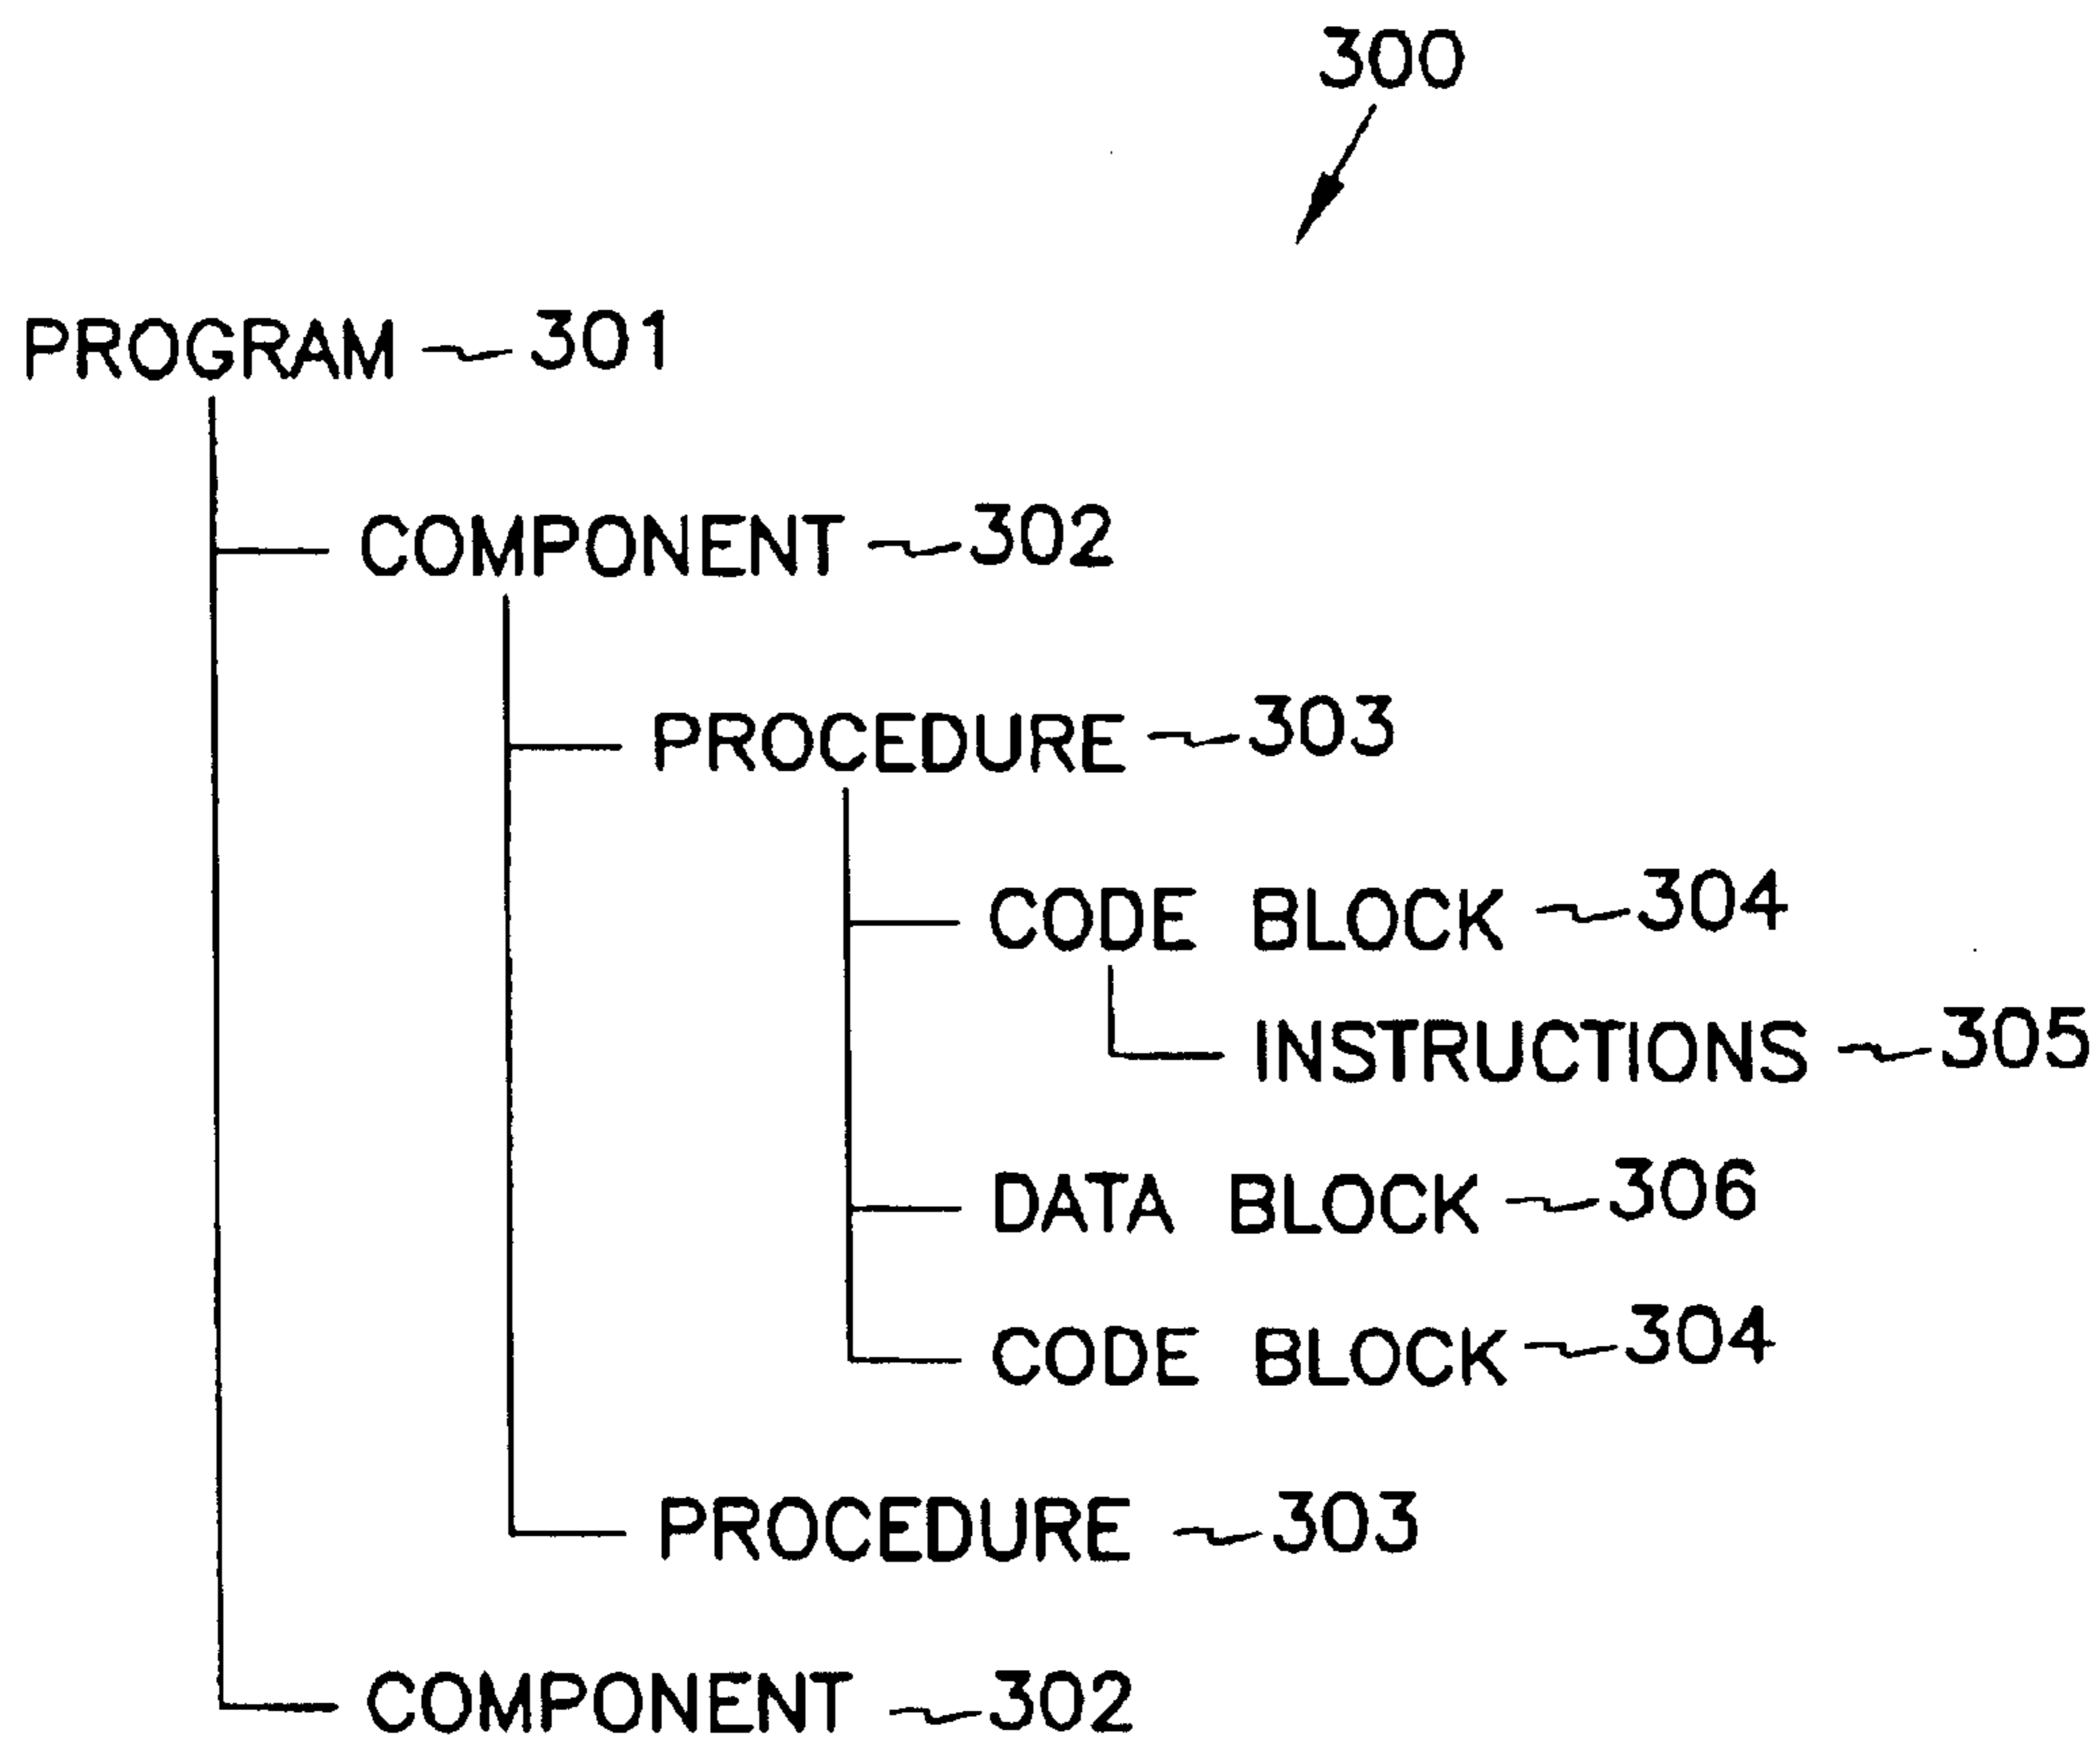 300
PROGRAM 301
COMPONENT 302
PROCEDURE 303
CODE BLOCK 304
INSTRUCTIONS 305
DATA BLOCK 306
CODE BLOCK 304
PROCEDURE 303
COMPONENT 302